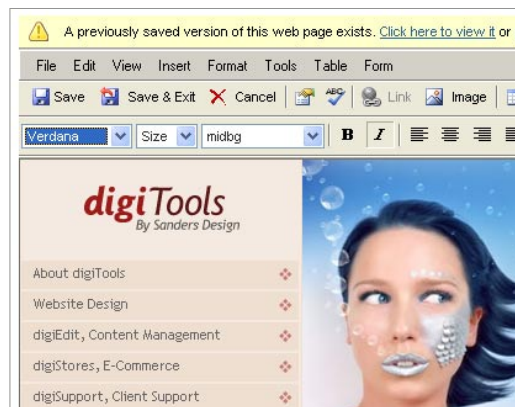 A previously saved version of this web page exists. Click here to view it or
File Edit View Insert Format Tools Table Form
Save Save & Exit Cancel ABC Link Image
Verdana Size midbg B I
digiTools
By Sanders Design
About digiTools
Website Design
digiEdit, Content Management
digiStores, E-Commerce
digiSupport, Client Support